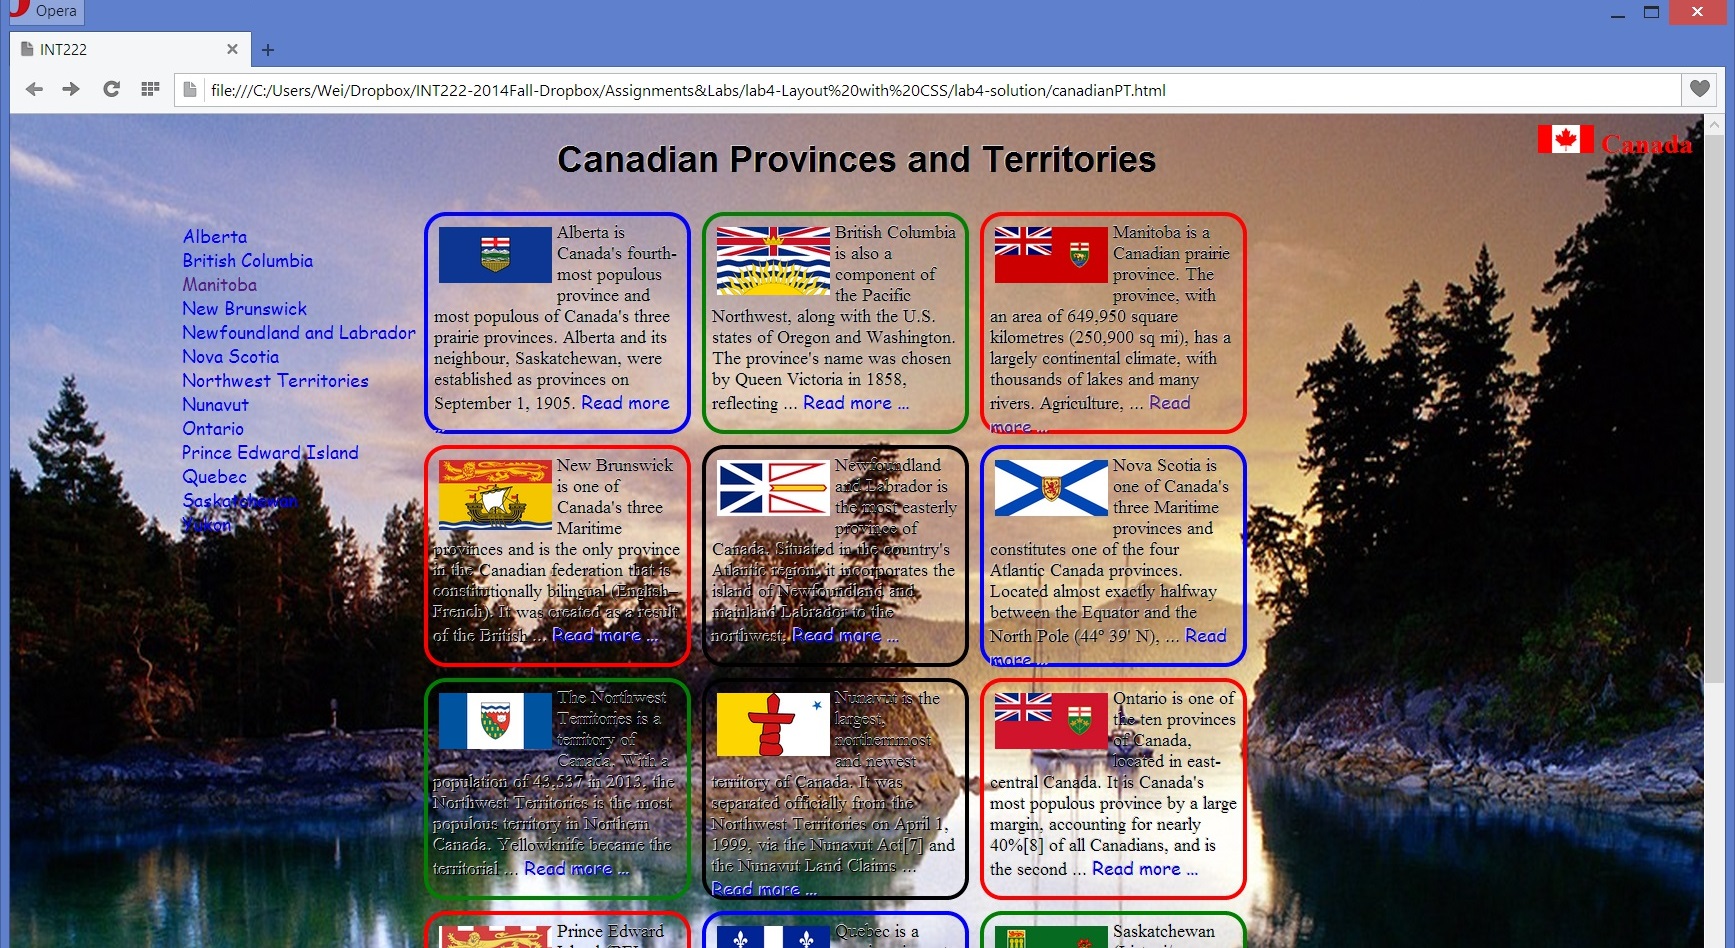 Opera
INT222
file:///C:/Users/Wei/Dropbox/INT222-2014Fall-Dropbox/Assignments&Labs/lab4-Layout%20with%20CSS/lab4-solution/canadianPT.html
Canadian Provinces and Territories
Canada
Alberta
British Columbia
Manitoba
New Brunswick
Newfoundland and Labrador
Nova Scotia
Northwest Territories
Nunavut
Ontario
Prince Edward Island
Quebec
Saskatchewan
Yukon
Alberta is
Canada's fourth-
most populous
province and
most populous of Canada's three
prairie provinces. Alberta and its
neighbour, Saskatchewan, were
established as provinces on
September 1, 1905. Read more
...
British Columbia
is also a
component of
the Pacific
Northwest, along with the U.S.
states of Oregon and Washington.
The province's name was chosen
by Queen Victoria in 1858,
reflecting ... Read more ...
Manitoba is a
Canadian prairie
province. The
province, with
an area of 649,950 square
kilometres (250,900 sq mi), has a
largely continental climate, with
thousands of lakes and many
rivers. Agriculture, ... Read
more ...
New Brunswick
is one of
Canada's three
Maritime
provinces and is the only province
in the Canadian federation that is
constitutionally bilingual (English–
French). It was created as a result
of the British ... Read more ...
Newfoundland
and Labrador is
the most easterly
province of
Canada. Situated in the country's
Atlantic region, it incorporates the
island of Newfoundland and
mainland Labrador to the
northwest. Read more ...
Nova Scotia is
one of Canada's
three Maritime
provinces and
constitutes one of the four
Atlantic Canada provinces.
Located almost exactly halfway
between the Equator and the
North Pole (44º 39' N), ... Read
more ...
The Northwest
Territories is a
territory of
Canada. With a
population of 43,537 in 2013, the
Northwest Territories is the most
populous territory in Northern
Canada. Yellowknife became the
territorial ... Read more ...
Nunavut is the
largest,
northernmost
and newest
territory of Canada. It was
separated officially from the
Northwest Territories on April 1,
1999, via the Nunavut Act[7] and
the Nunavut Land Claims ...
Read more ...
Ontario is one of
the ten provinces
of Canada,
located in east-
central Canada. It is Canada's
most populous province by a large
margin, accounting for nearly
40%[8] of all Canadians, and is
the second ... Read more ...
Prince Edward
Quebec is a
Saskatchewan